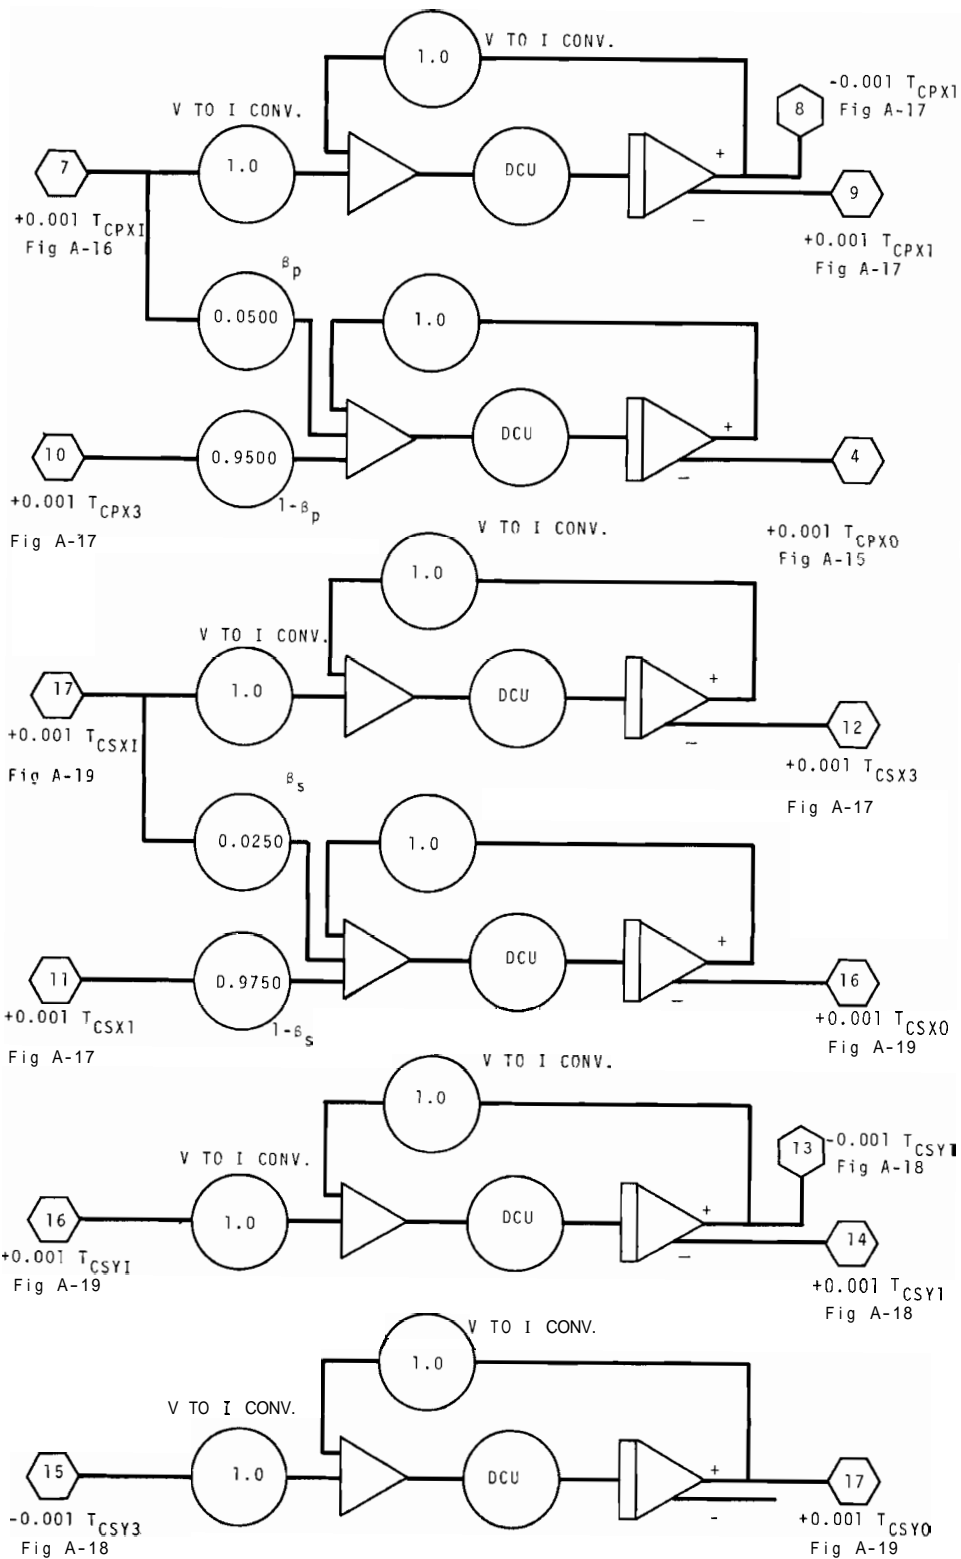 V TO I CONV.
1.0
-0.001 T_CPX1
8
Fig A-17
V TO I CONV.
7
1.0
DCU
+
9
-
+0.001 T_CPXI
Fig A-16
+0.001 T_CPX1
Fig A-17
β_p
0.0500
1.0
10
0.9500
DCU
+
4
-
+0.001 T_CPX3
1-β_p
Fig A-17
+0.001 T_CPX0
Fig A-15
V TO I CONV.
1.0
V TO I CONV.
17
1.0
DCU
+
12
-
+0.001 T_CSXI
Fig A-19
+0.001 T_CSX3
Fig A-17
β_s
0.0250
1.0
11
0.9750
DCU
+
16
-
+0.001 T_CSX1
1-β_s
Fig A-17
+0.001 T_CSX0
Fig A-19
V TO I CONV.
1.0
13
-0.001 T_CSY1
Fig A-18
V TO I CONV.
16
1.0
DCU
+
14
-
+0.001 T_CSYI
Fig A-19
+0.001 T_CSY1
Fig A-18
V TO I CONV.
1.0
V TO I CONV.
15
1.0
DCU
+
17
-
-0.001 T_CSY3
Fig A-18
+0.001 T_CSY0
Fig A-19